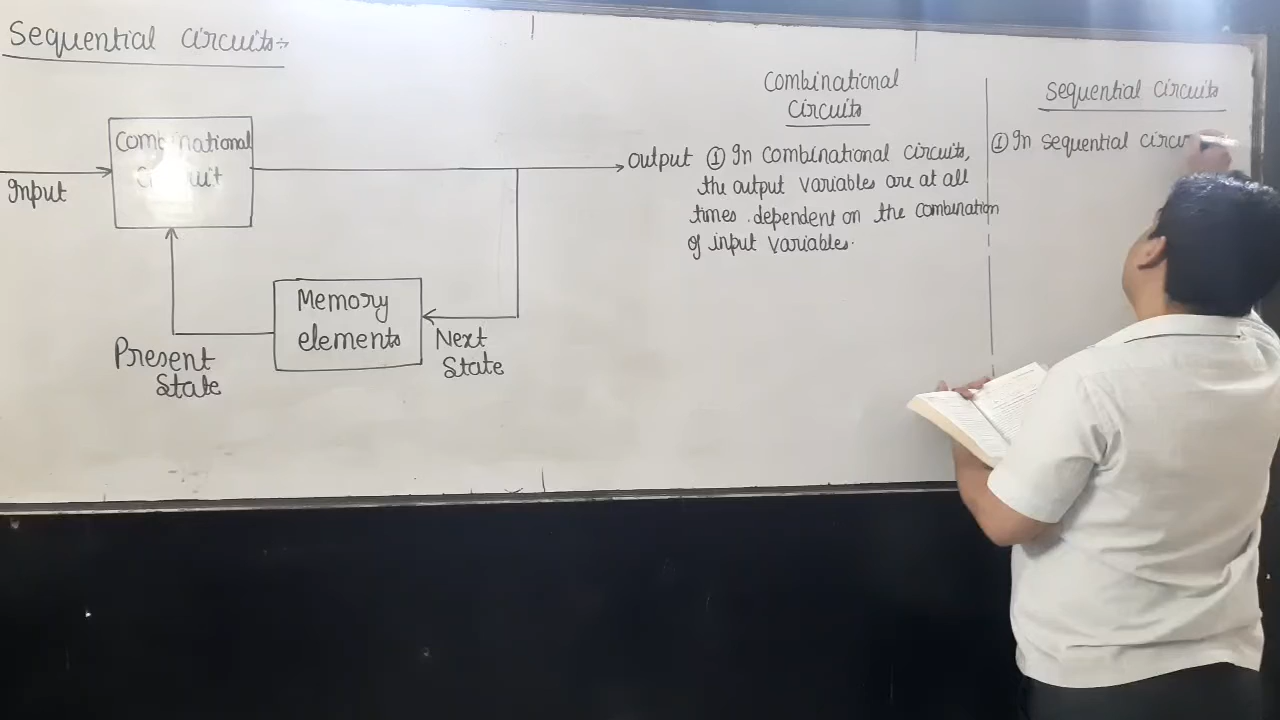 Sequential Circuits:-
Combinational
Circuit
Input
Output
Memory
elements
Present
State
Next
State
Combinational
Circuits
① In combinational circuits,
the output variables are at all
times dependent on the combination
of input variables.
Sequential Circuits
① In sequential circu